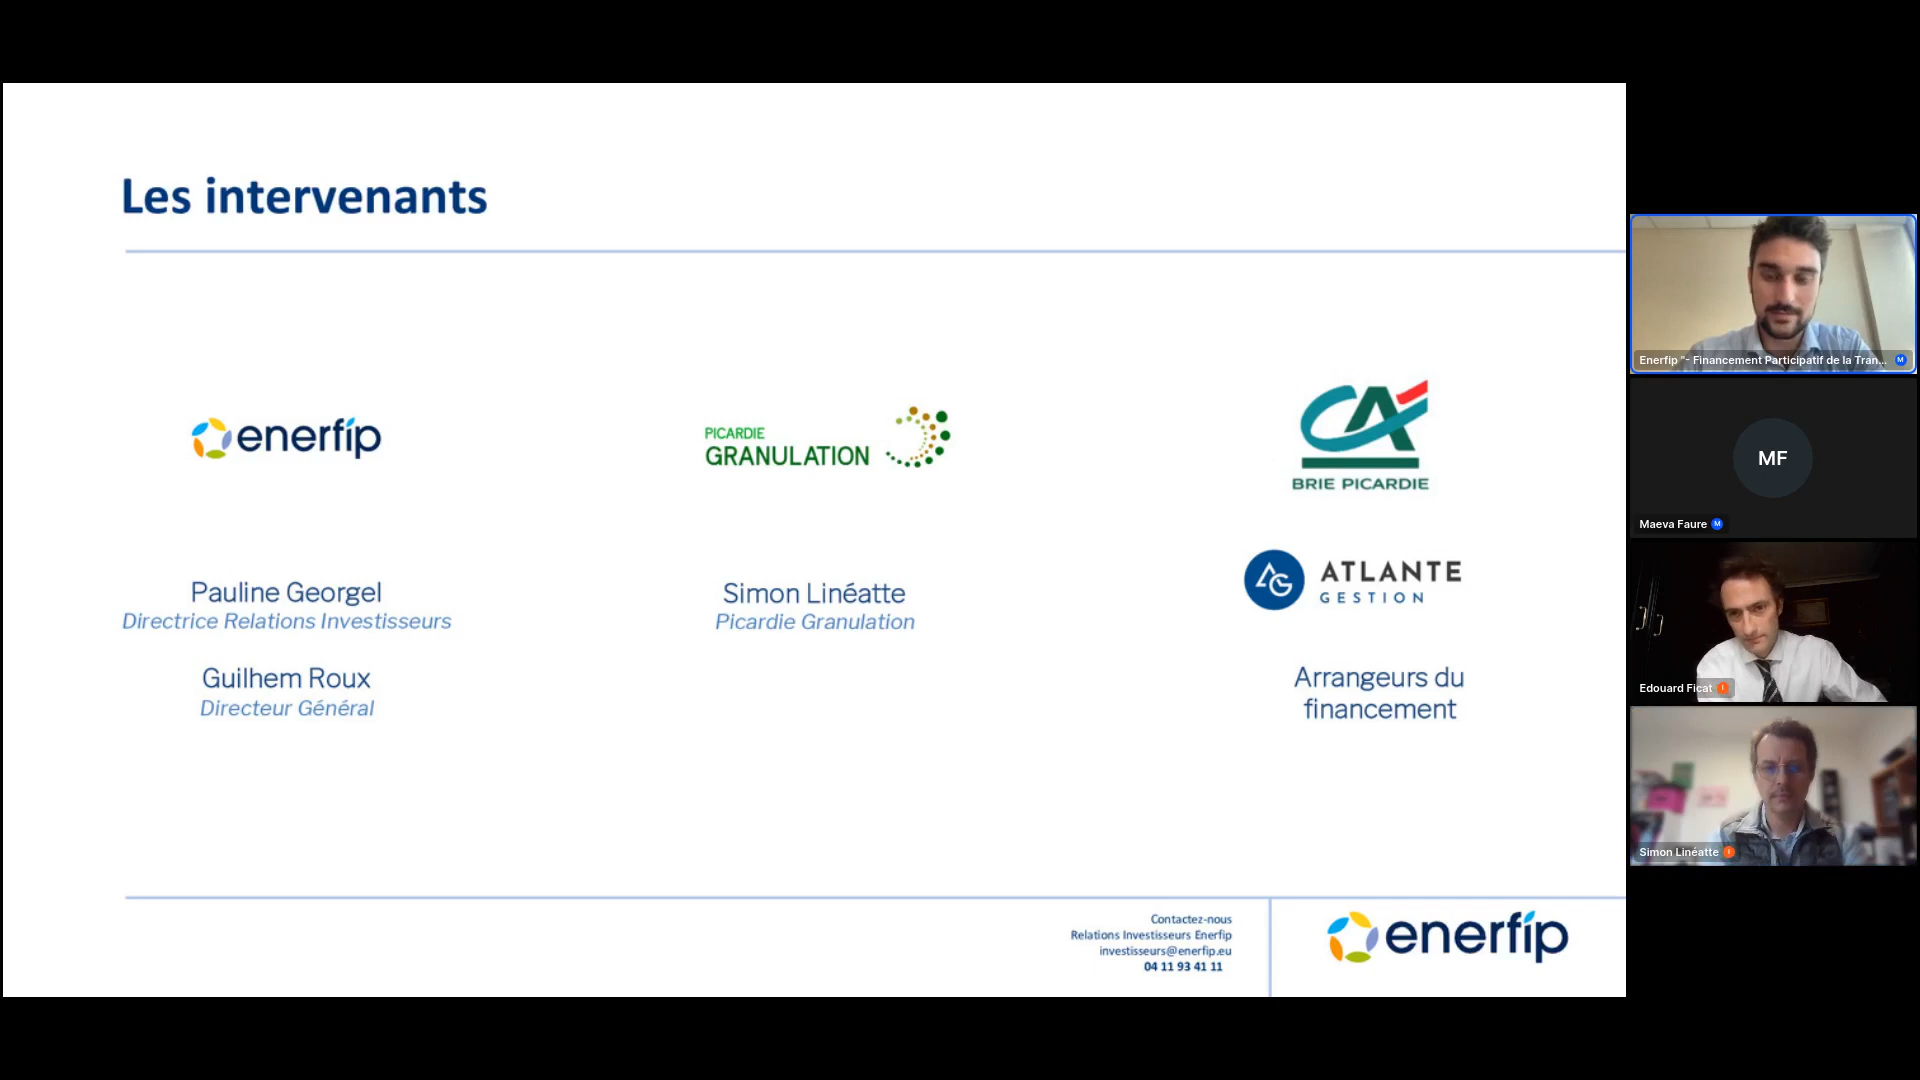 Les intervenants
enerfip
PICARDIE
GRANULATION
CA
BRIE PICARDIE
AG ATLANTE
GESTION
Pauline Georgel
Directrice Relations Investisseurs
Guilhem Roux
Directeur Général
Simon Linéatte
Picardie Granulation
Arrangeurs du
financement
Contactez-nous
Relations Investisseurs Enerfip
investisseurs@enerfip.eu
04 11 93 41 11
enerfip
Enerfip "- Financement Participatif de la Tran... M
MF
Maeva Faure M
Edouard Ficat I
Simon Linéatte I